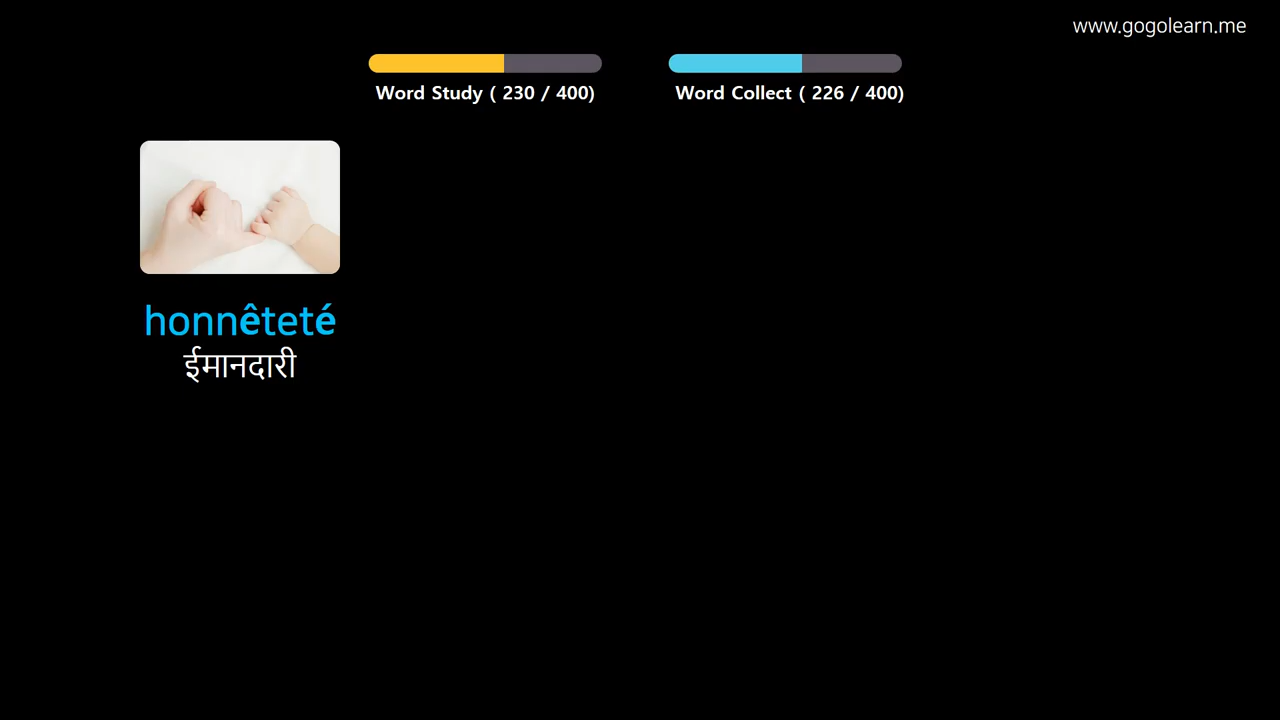 www.gogolearn.me
Word Study ( 230 / 400)
Word Collect ( 226 / 400)
honnêteté
ईमानदारी